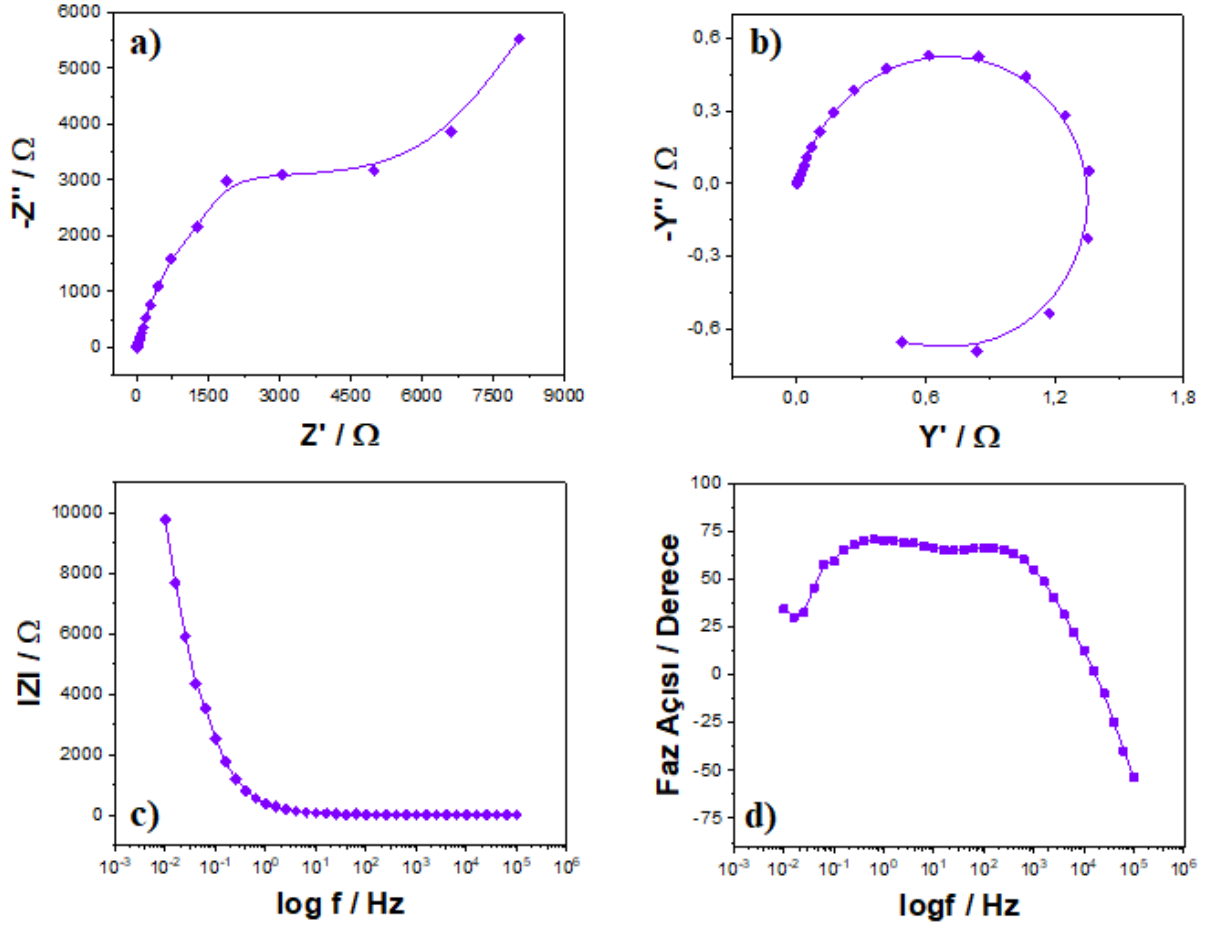 a)
6000
5000
4000
3000
2000
1000
0
-Z'' / Ω
0 1500 3000 4500 6000 7500 9000
Z' / Ω
b)
0,6
0,3
0,0
-0,3
-0,6
-Y'' / Ω
0,0 0,6 1,2 1,8
Y' / Ω
c)
10000
8000
6000
4000
2000
0
IZI / Ω
10⁻³ 10⁻² 10⁻¹ 10⁰ 10¹ 10² 10³ 10⁴ 10⁵ 10⁶
log f / Hz
d)
100
75
50
25
0
-25
-50
-75
Faz Açısı / Derece
10⁻³ 10⁻² 10⁻¹ 10⁰ 10¹ 10² 10³ 10⁴ 10⁵ 10⁶
logf / Hz